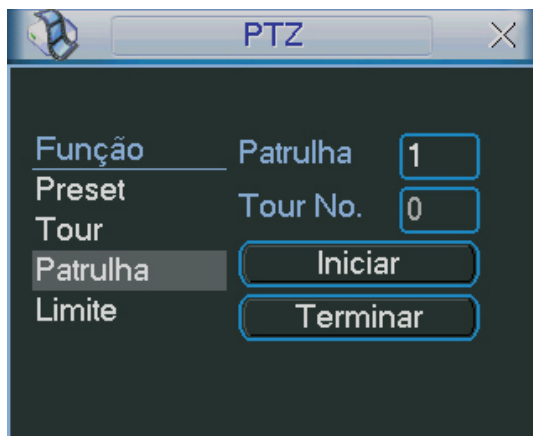 PTZ
Função
Preset
Tour
Patrulha
Limite
Patrulha 1
Tour No. 0
Iniciar
Terminar